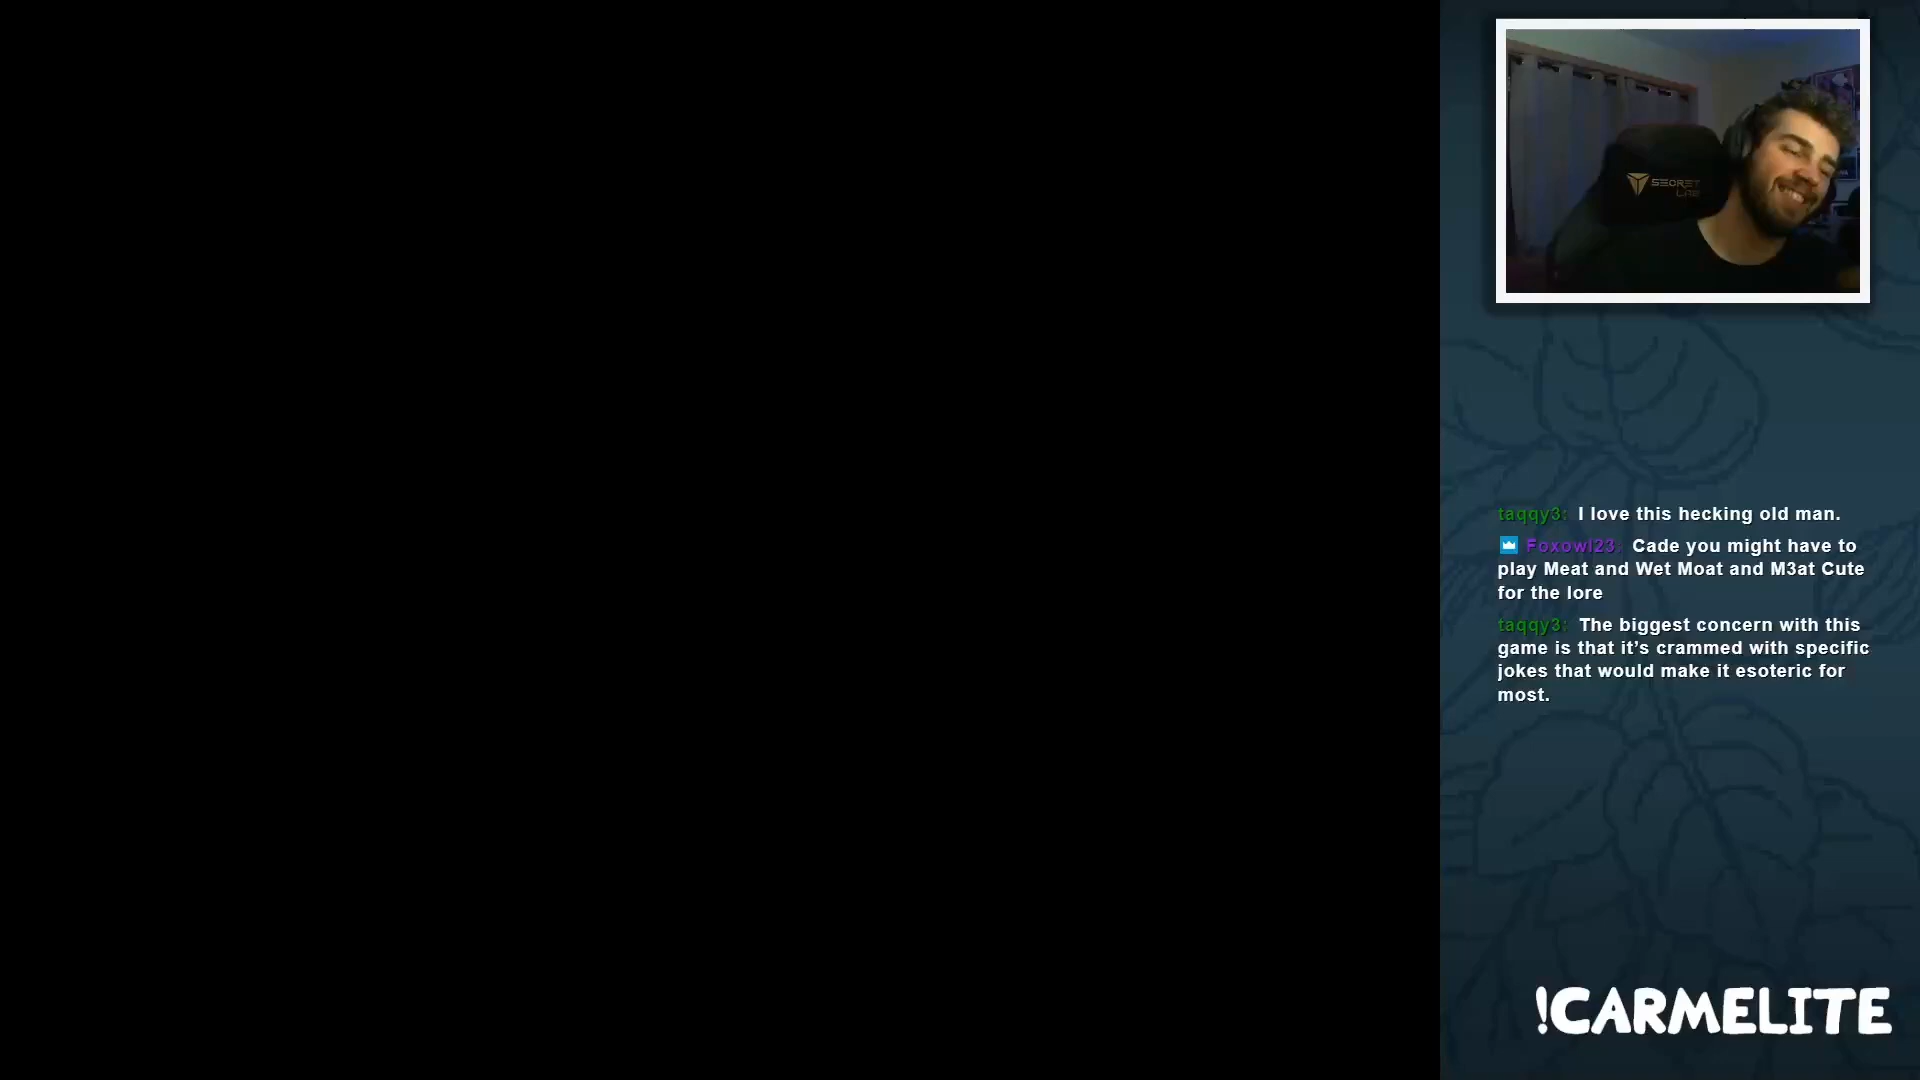 SECRET
LAB
taqqy3: I love this hecking old man.
Foxowl23: Cade you might have to
play Meat and Wet Moat and M3at Cute
for the lore
taqqy3: The biggest concern with this
game is that it’s crammed with specific
jokes that would make it esoteric for
most.
!CARMELITE